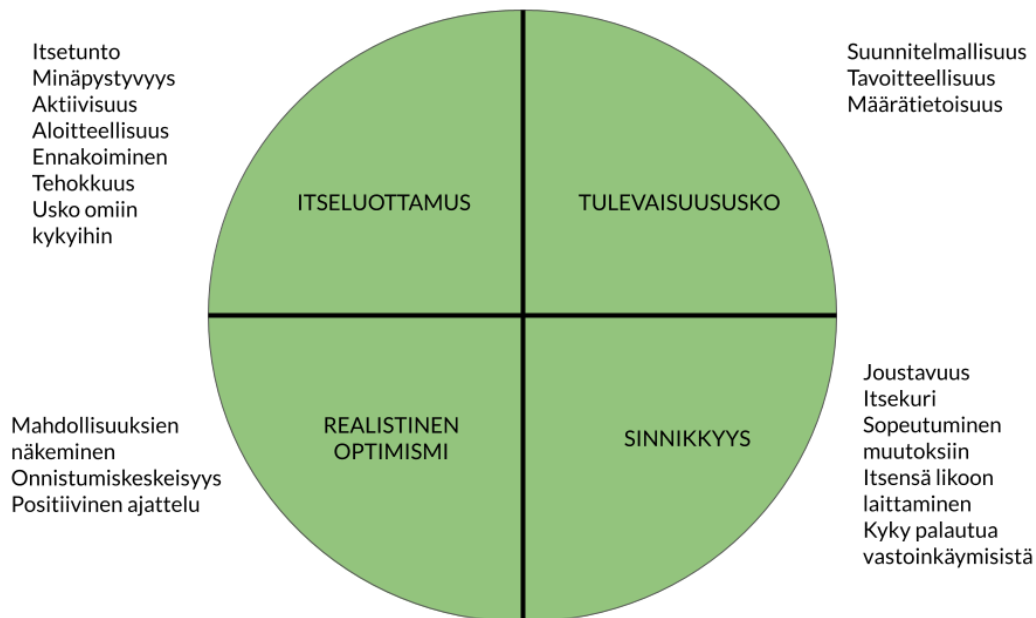 Itsetunto
Minäpystyvyys
Aktiivisuus
Aloitteellisuus
Ennakoiminen
Tehokkuus
Usko omiin
kykyihin
ITSELUOTTAMUS
Suunnitelmallisuus
Tavoitteellisuus
Määrätietoisuus
TULEVAISUUSUSKO
Mahdollisuuksien
näkeminen
Onnistumiskeskeisyys
Positiivinen ajattelu
REALISTINEN
OPTIMISMI
SINNIKKYYS
Joustavuus
Itsekuri
Sopeutuminen
muutoksiin
Itsensä likoon
laittaminen
Kyky palautua
vastoinkäymisistä